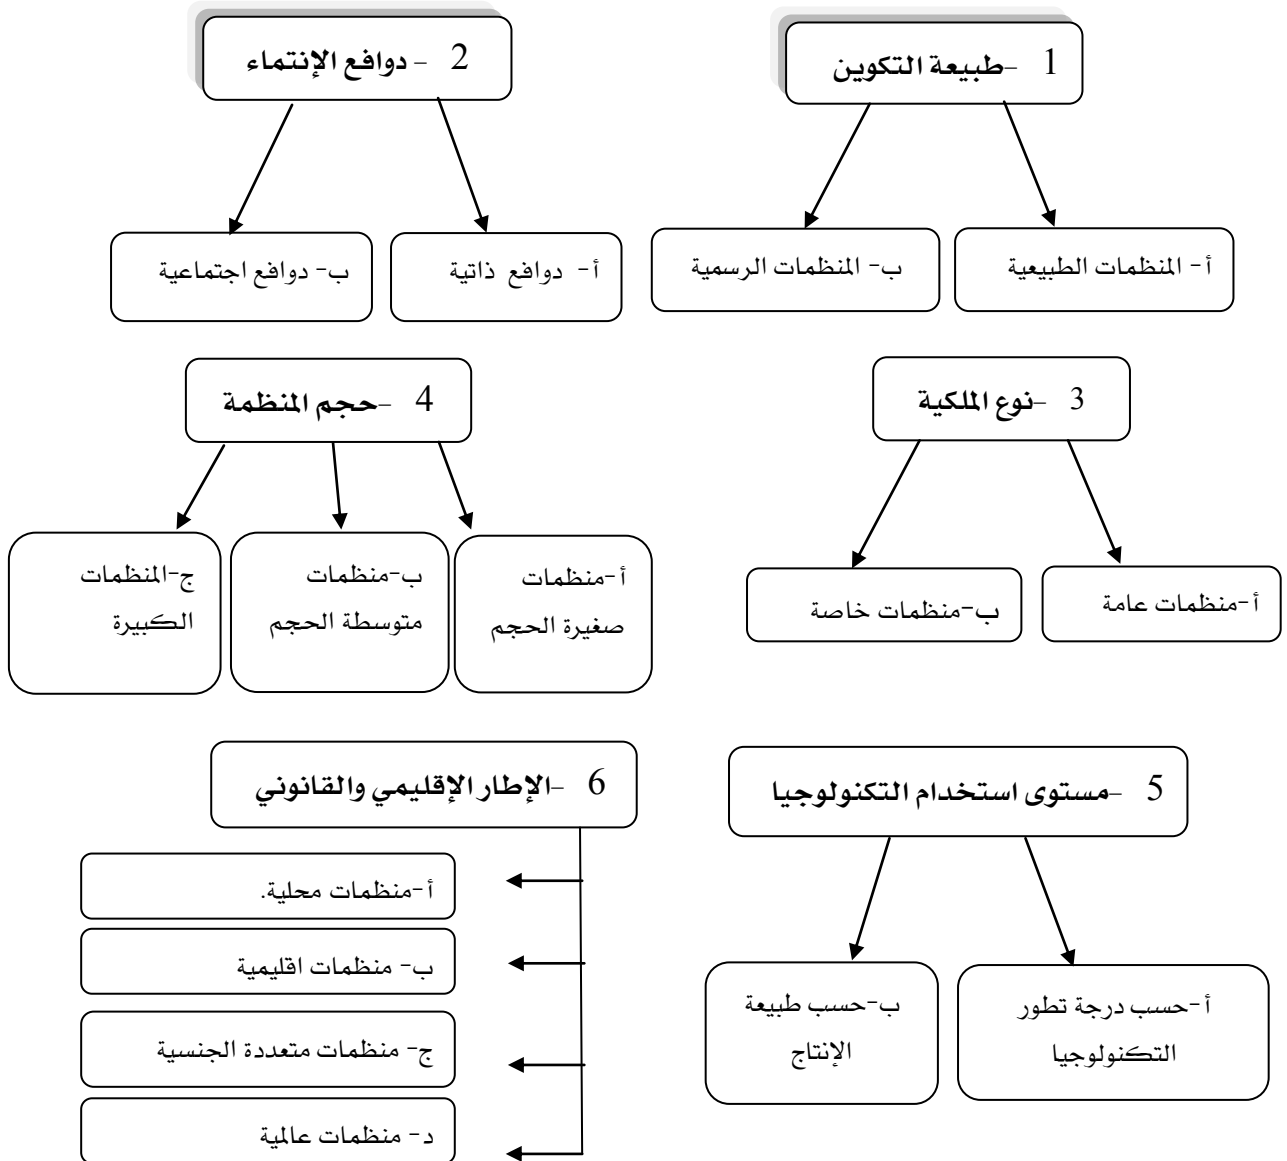 1 -طبيعة التكوين
أ- المنظمات الطبيعية
ب- المنظمات الرسمية
2 - دوافع الإنتماء
أ- دوافع ذاتية
ب- دوافع اجتماعية
3 -نوع الملكية
أ-منظمات عامة
ب-منظمات خاصة
4 -حجم المنظمة
أ-منظمات
صغيرة الحجم
ب-منظمات
متوسطة الحجم
ج-المنظمات
الكبيرة
5 -مستوى استخدام التكنولوجيا
أ-حسب درجة تطور
التكنولوجيا
ب-حسب طبيعة
الإنتاج
6 -الإطار الإقليمي والقانوني
أ-منظمات محلية.
ب- منظمات اقليمية
ج- منظمات متعددة الجنسية
د- منظمات عالمية